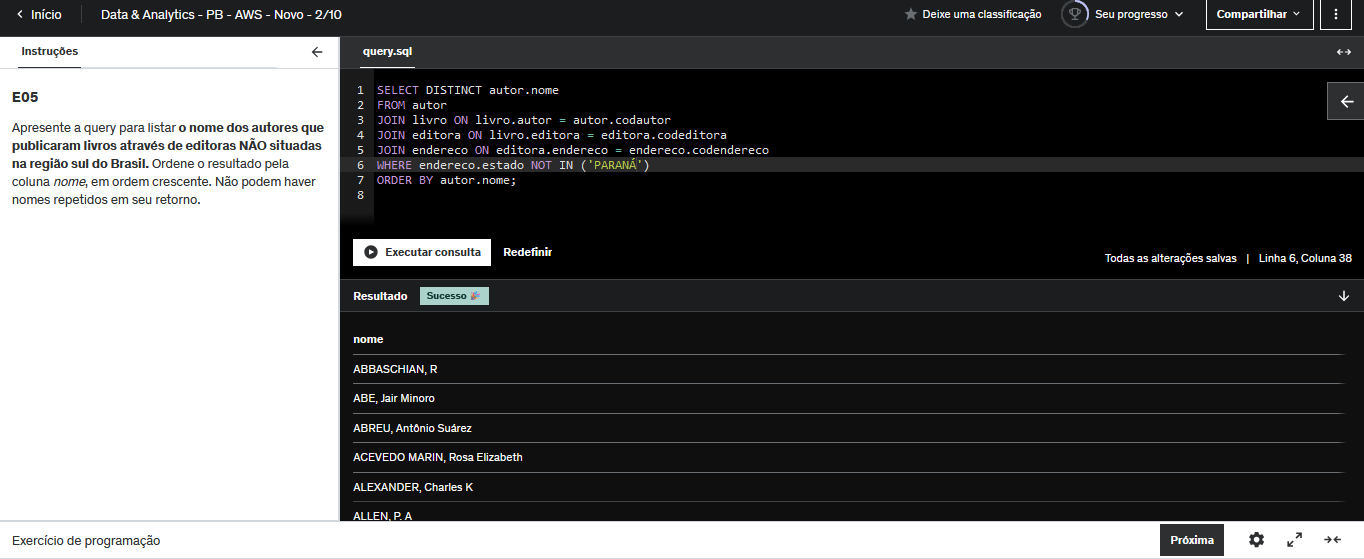 Início
Data & Analytics - PB - AWS - Novo - 2/10
Deixe uma classificação
Seu progresso
Compartilhar
Instruções
E05
Apresente a query para listar o nome dos autores que
publicaram livros através de editoras NÃO situadas
na região sul do Brasil. Ordene o resultado pela
coluna nome, em ordem crescente. Não podem haver
nomes repetidos em seu retorno.
query.sql
1 SELECT DISTINCT autor.nome
2 FROM autor
3 JOIN livro ON livro.autor = autor.codautor
4 JOIN editora ON livro.editora = editora.codeditora
5 JOIN endereco ON editora.endereco = endereco.codendereco
6 WHERE endereco.estado NOT IN ('PARANÁ')
7 ORDER BY autor.nome;
8
Executar consulta
Redefinir
Todas as alterações salvas | Linha 6, Coluna 38
Resultado
Sucesso 🎉
nome
ABBASCHIAN, R
ABE, Jair Minoro
ABREU, Antônio Suárez
ACEVEDO MARIN, Rosa Elizabeth
ALEXANDER, Charles K
ALLEN, P. A
Exercício de programação
Próxima